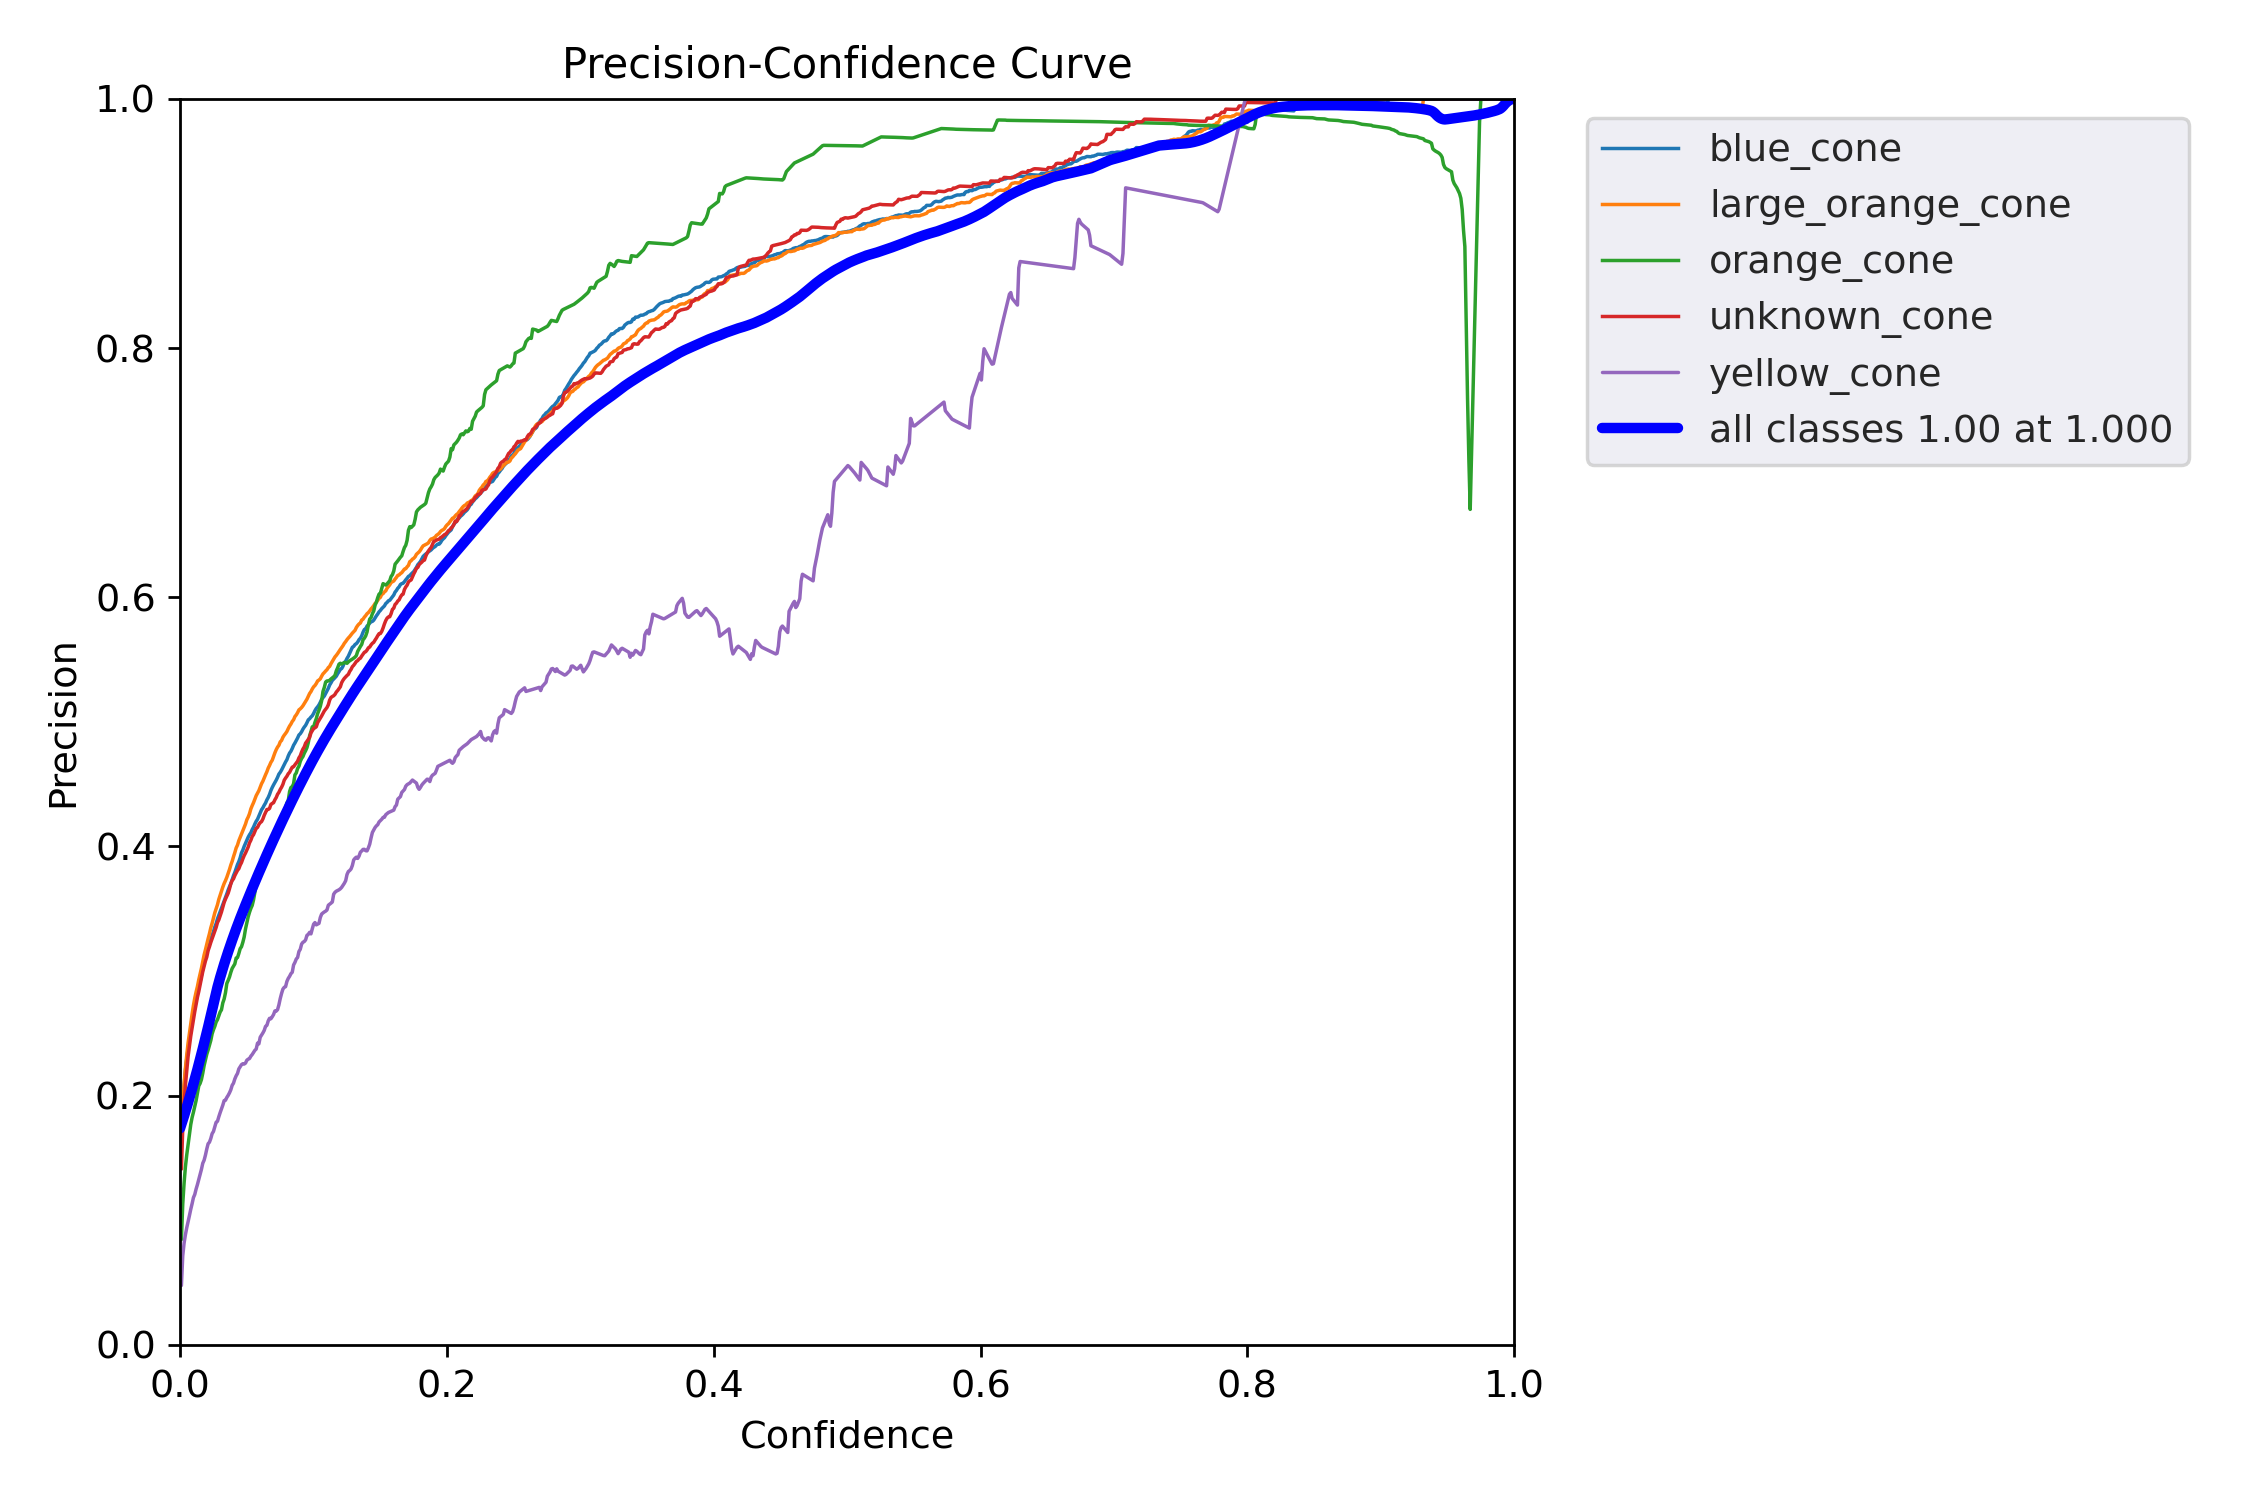 Precision-Confidence Curve
1.0
0.8
0.6
0.4
0.2
0.0
Precision
0.0 0.2 0.4 0.6 0.8 1.0
Confidence
blue_cone
large_orange_cone
orange_cone
unknown_cone
yellow_cone
all classes 1.00 at 1.000